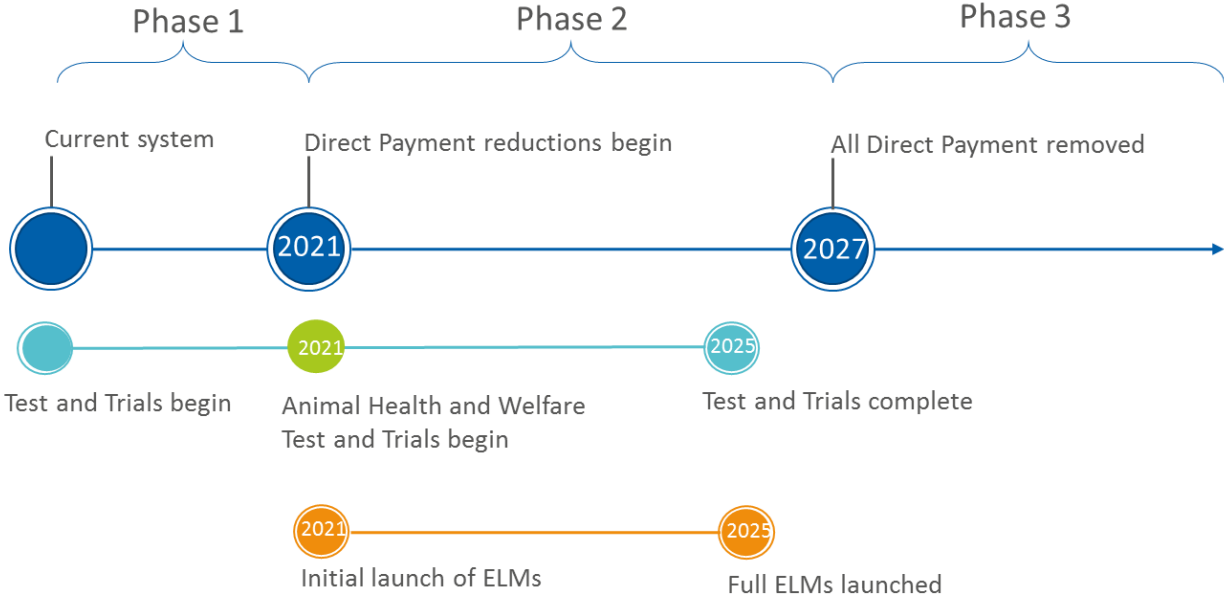 Phase 1
Phase 2
Phase 3
Current system
Direct Payment reductions begin
All Direct Payment removed
2021
2027
2021
2025
Test and Trials begin
Animal Health and Welfare
Test and Trials begin
Test and Trials complete
2021
2025
Initial launch of ELMs
Full ELMs launched